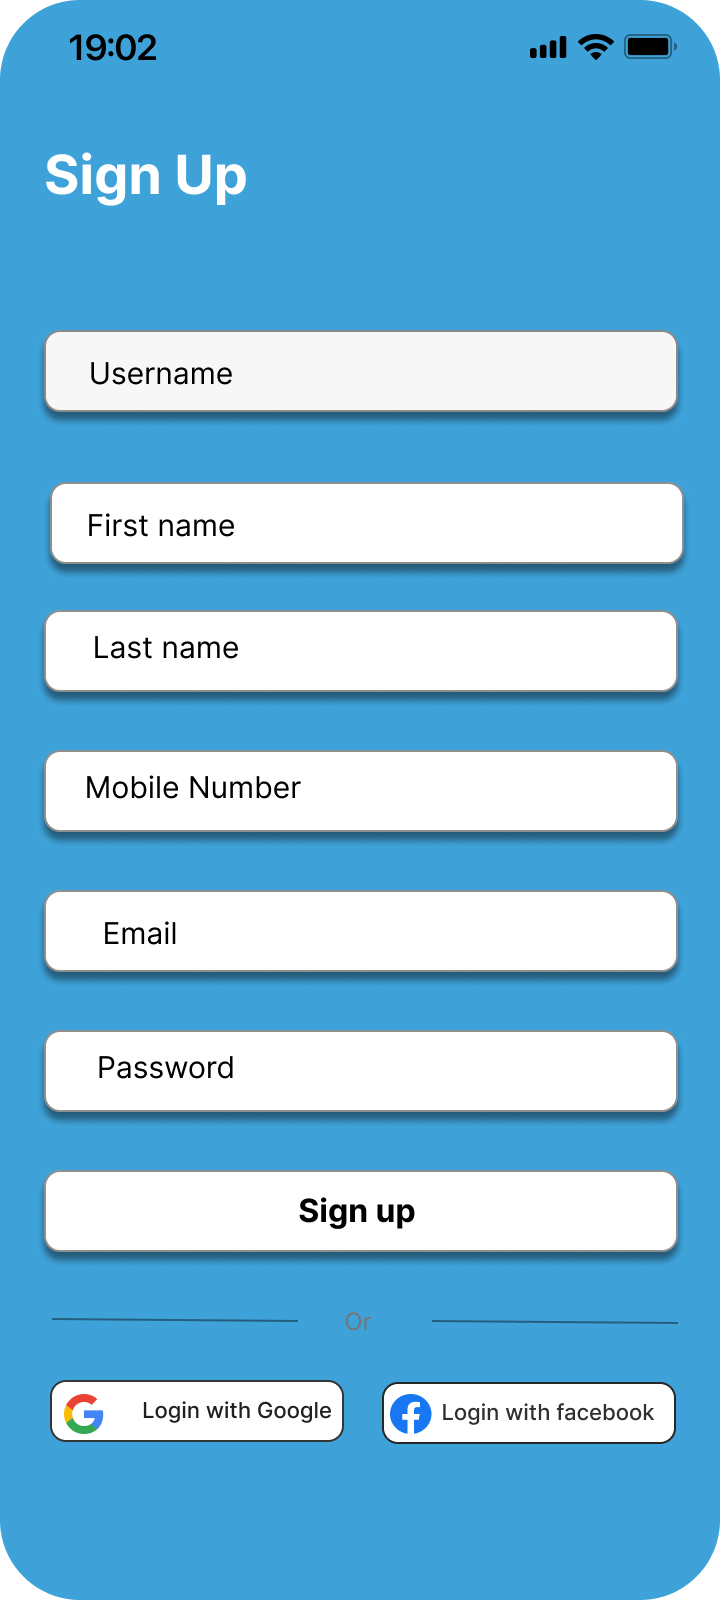 19:02
Sign Up
Username
First name
Last name
Mobile Number
Email
Password
Sign up
Or
Login with Google
Login with facebook